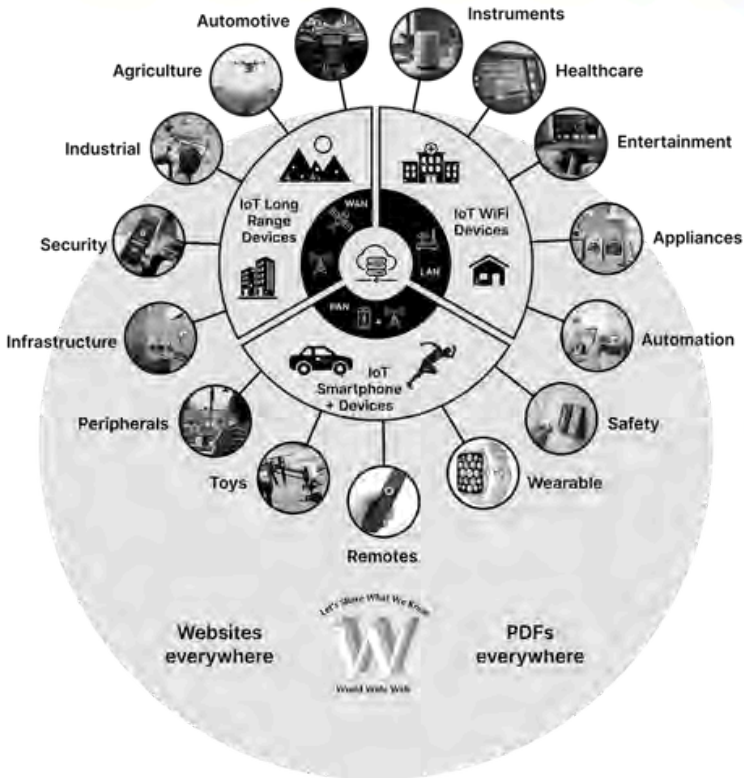 Automotive
Instruments
Agriculture
Healthcare
Industrial
Entertainment
IoT Long
Range
Devices
WAN
IoT WiFi
Devices
Security
Appliances
LAN
PAN
+
Infrastructure
Automation
IoT
Smartphone
+ Devices
Peripherals
Safety
Toys
Wearable
Remotes
Let's Share What We Know
Websites
everywhere
W
PDFs
everywhere
World Wide Web